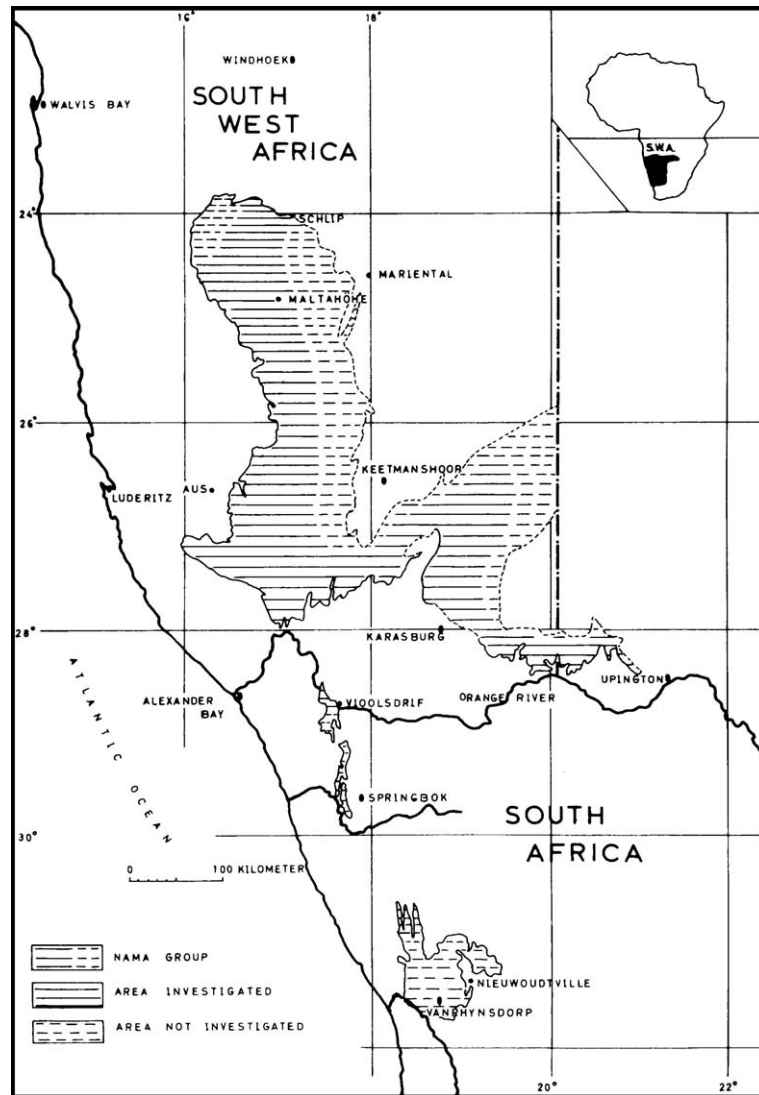 16°
18°
WINDHOEK
WALVIS BAY
SOUTH
WEST
AFRICA
S.W.A.
24°
SCHLIP
MARIENTAL
MALTAHOHE
26°
KEETMANSHOOP
LUDERITZ
AUS
28°
KARASBURG
UPINGTON
ORANGE RIVER
VIOOLSDRIF
ALEXANDER
BAY
ATLANTIC OCEAN
SPRINGBOK
SOUTH
AFRICA
30°
0 100 KILOMETER
NAMA GROUP
AREA INVESTIGATED
AREA NOT INVESTIGATED
NIEUWOUDTVILLE
VANRHYNSDORP
20°
22°